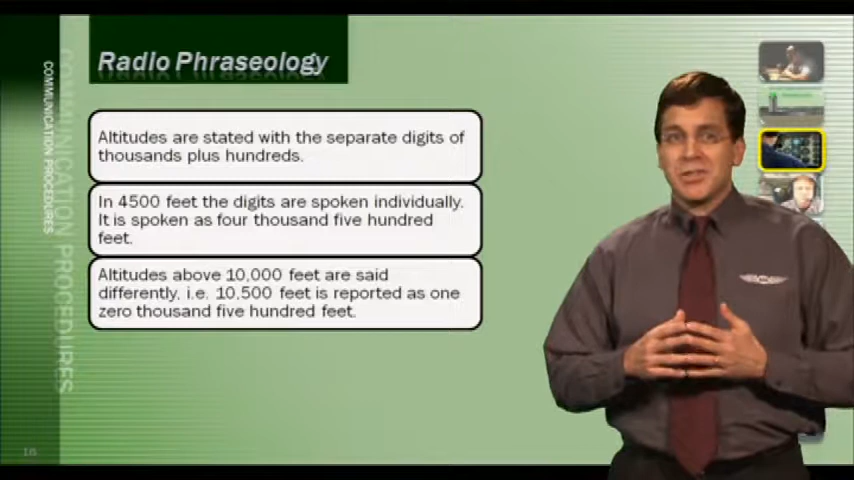 Radio Phraseology
COMMUNICATION PROCEDURES
COMMUNICATION PROCEDURES
Altitudes are stated with the separate digits of
thousands plus hundreds.
In 4500 feet the digits are spoken individually.
It is spoken as four thousand five hundred
feet.
Altitudes above 10,000 feet are said
differently, i.e. 10,500 feet is reported as one
zero thousand five hundred feet.